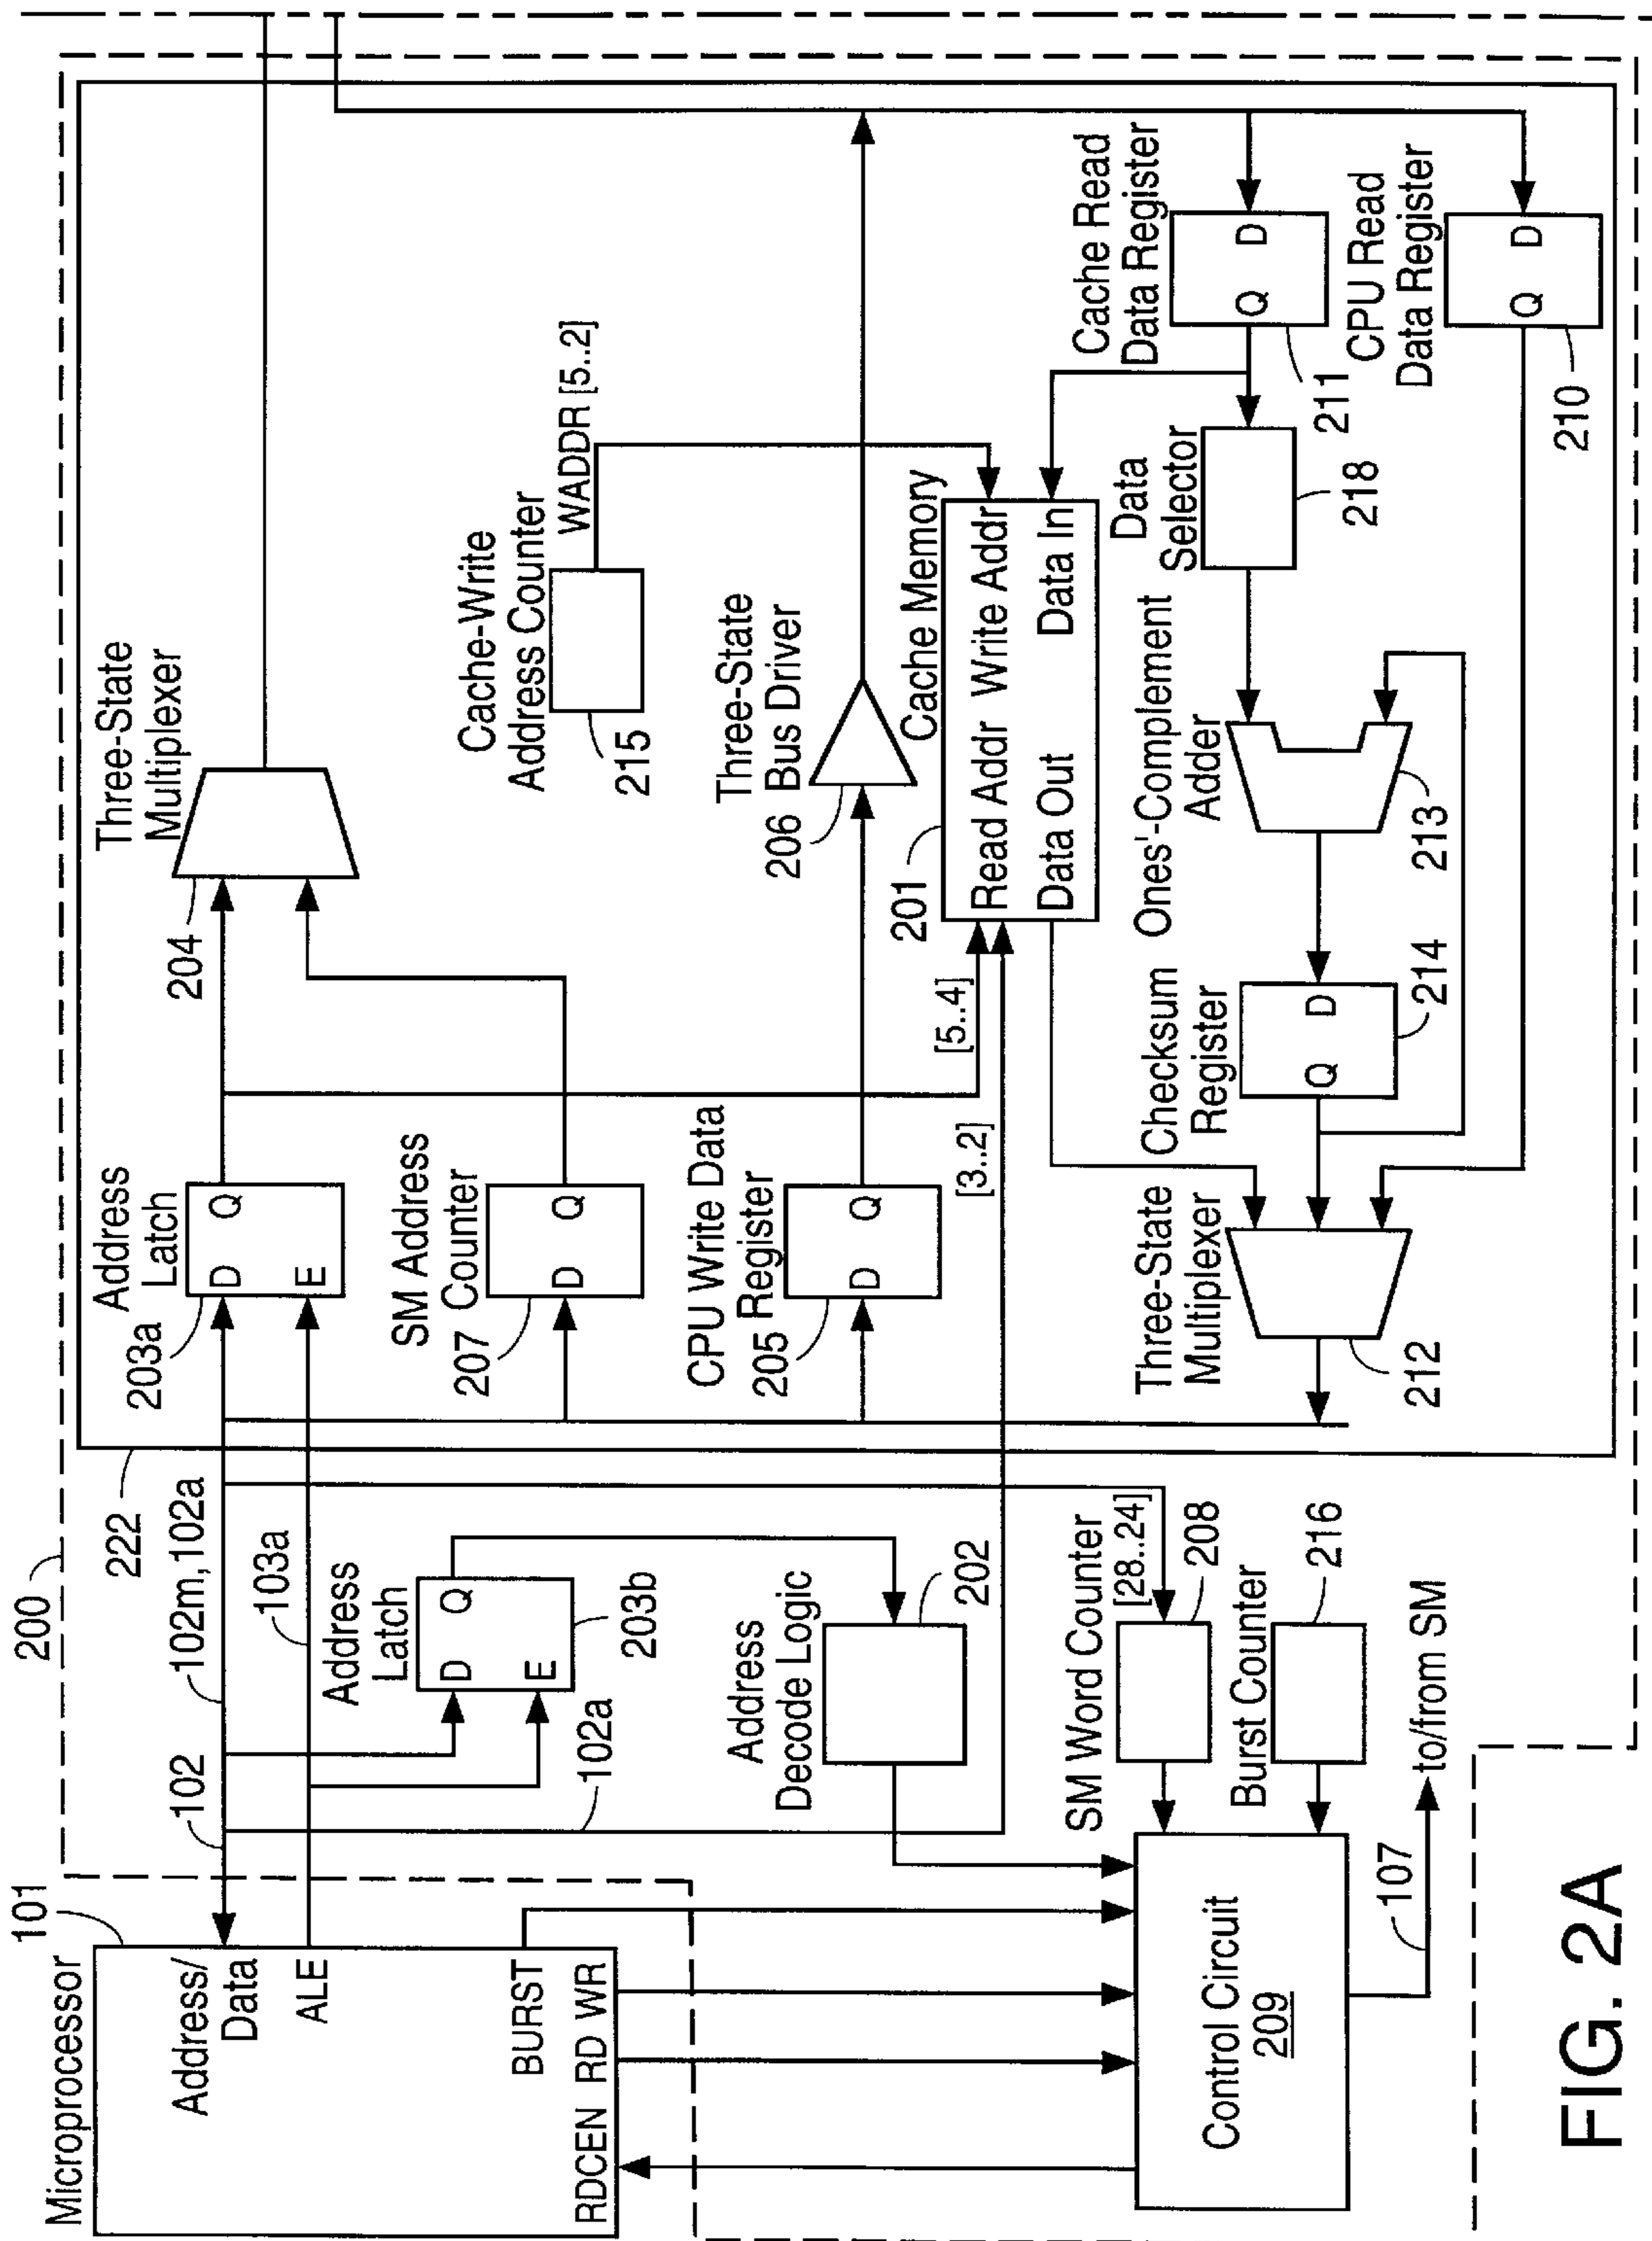 200
101
Microprocessor
Address/
Data
ALE
BURST
RDCEN RD WR
102
102m,102a
103a
222
Address
Latch
D Q
E
203b
102a
Address
Decode Logic
202
SM Word Counter
[28..24]
208
Burst Counter
216
Control Circuit
209
107
to/from SM
Address
Latch
D Q
E
203a
SM Address
Counter
D Q
207
CPU Write Data
Register
D Q
205
[3..2]
[5..4]
Three-State
Multiplexer
204
Cache-Write
Address Counter
WADDR [5..2]
215
Three-State
Bus Driver
206
Cache Memory
201
Read Addr Write Addr
Data Out Data In
Cache Read
Data Register
Q D
211
CPU Read
Data Register
Q D
210
Data
Selector
218
Ones'-Complement
Adder
213
Checksum
Register
Q D
214
Three-State
Multiplexer
212
FIG. 2A